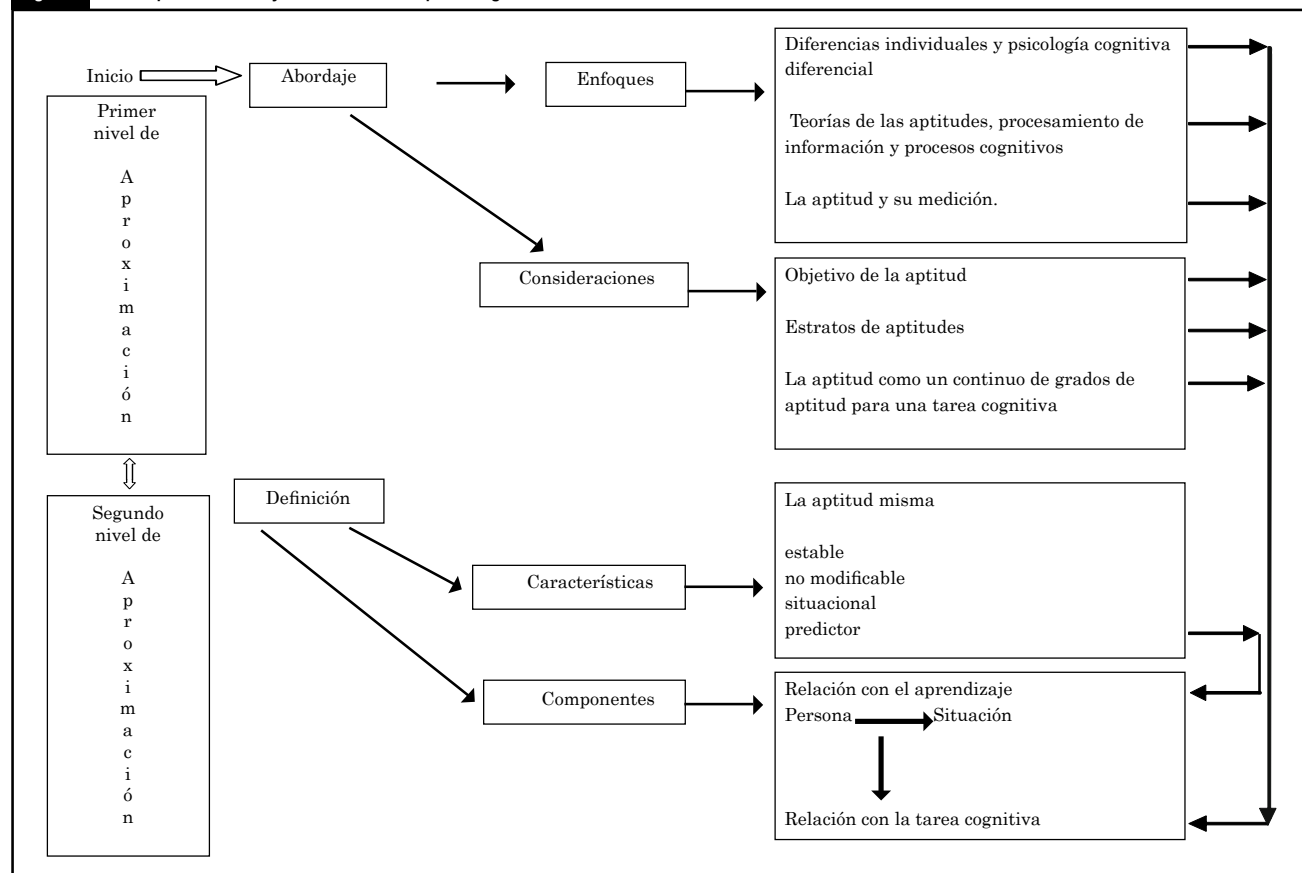 Inicio
Abordaje
Enfoques
Diferencias individuales y psicología cognitiva
diferencial
Teorías de las aptitudes, procesamiento de
información y procesos cognitivos
La aptitud y su medición.
Primer
nivel de
A
p
r
o
x
i
m
a
c
i
ó
n
Consideraciones
Objetivo de la aptitud
Estratos de aptitudes
La aptitud como un continuo de grados de
aptitud para una tarea cognitiva
Segundo
nivel de
A
p
r
o
x
i
m
a
c
i
ó
n
Definición
Características
La aptitud misma
estable
no modificable
situacional
predictor
Componentes
Relación con el aprendizaje
Persona Situación
Relación con la tarea cognitiva